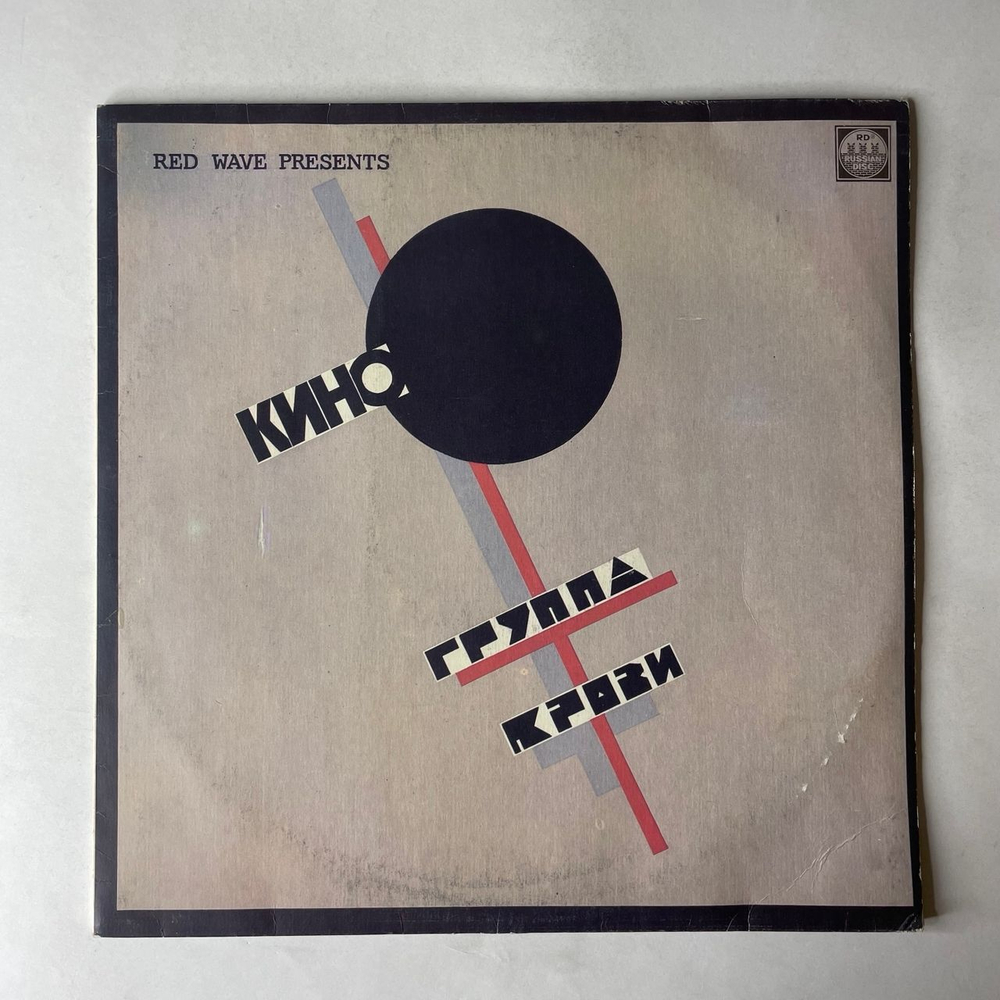 RED WAVE PRESENTS
RD
RUSSIAN
DISC
КИНО
ГРУППА
КРОВИ